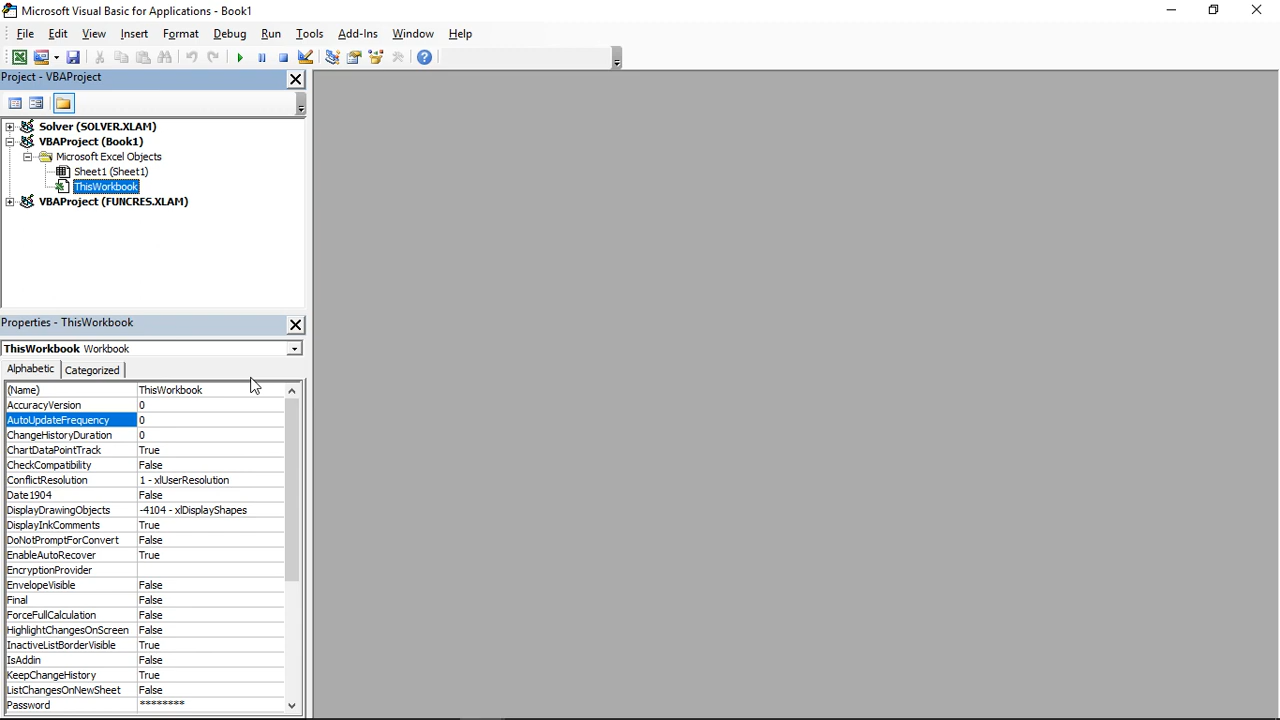 Microsoft Visual Basic for Applications - Book1
File Edit View Insert Format Debug Run Tools Add-Ins Window Help
Project - VBAProject
Solver (SOLVER.XLAM)
VBAProject (Book1)
Microsoft Excel Objects
Sheet1 (Sheet1)
ThisWorkbook
VBAProject (FUNCRES.XLAM)
Properties - ThisWorkbook
ThisWorkbook Workbook
Alphabetic Categorized
(Name) ThisWorkbook
AccuracyVersion 0
AutoUpdateFrequency 0
ChangeHistoryDuration 0
ChartDataPointTrack True
CheckCompatibility False
ConflictResolution 1 - xlUserResolution
Date1904 False
DisplayDrawingObjects -4104 - xlDisplayShapes
DisplayInkComments True
DoNotPromptForConvert False
EnableAutoRecover True
EncryptionProvider
EnvelopeVisible False
Final False
ForceFullCalculation False
HighlightChangesOnScreen False
InactiveListBorderVisible True
IsAddin False
KeepChangeHistory True
ListChangesOnNewSheet False
Password ********